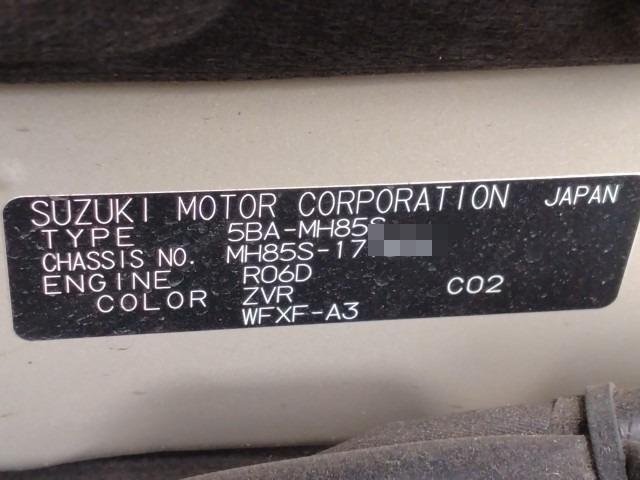 SUZUKI MOTOR CORPORATION JAPAN
TYPE 5BA-MH85S
CHASSIS NO. MH85S-17
ENGINE R06D
COLOR ZVR C02
WFXF-A3